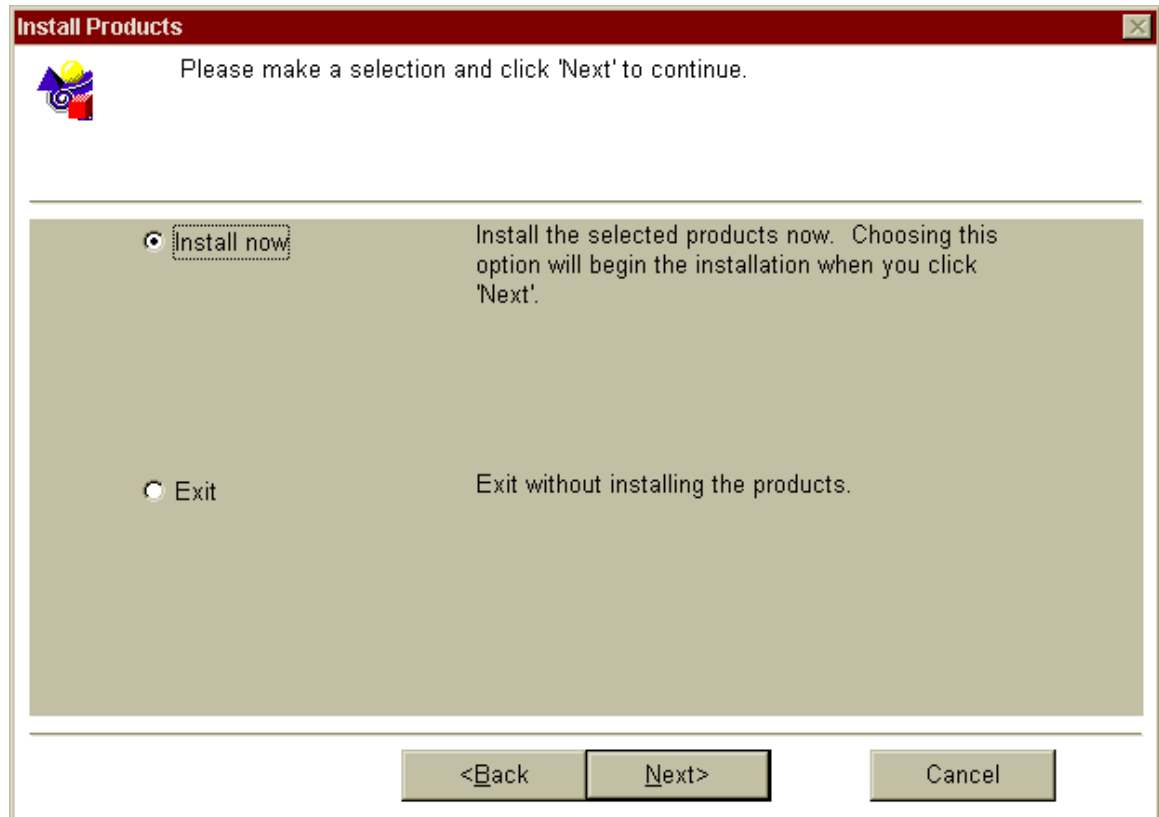 Install Products
Please make a selection and click 'Next' to continue.
Install now
Install the selected products now.  Choosing this
option will begin the installation when you click
'Next'.
Exit
Exit without installing the products.
<Back
Next>
Cancel